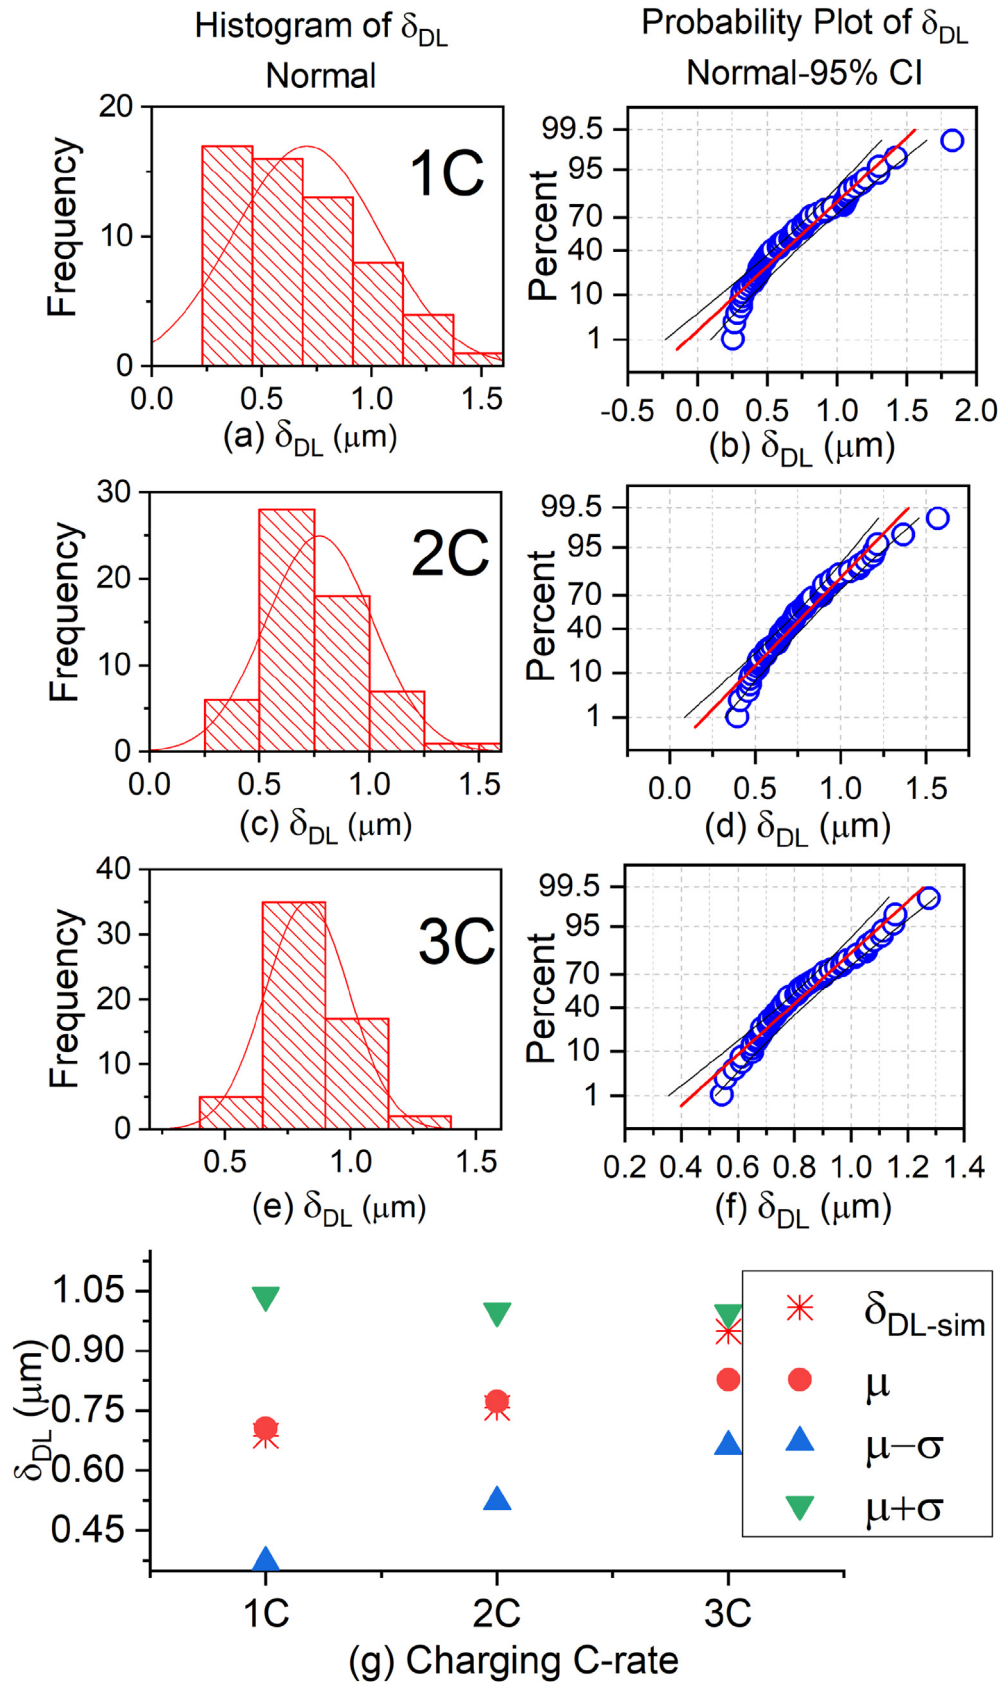 Histogram of δDL
Normal
Probability Plot of δDL
Normal-95% CI
20
10
0
Frequency
1C
0.0 0.5 1.0 1.5
(a) δDL (μm)
99.5
95
70
40
10
1
Percent
-0.5 0.0 0.5 1.0 1.5 2.0
(b) δDL (μm)
30
20
10
0
Frequency
2C
0.0 0.5 1.0 1.5
(c) δDL (μm)
99.5
95
70
40
10
1
Percent
0.0 0.5 1.0 1.5
(d) δDL (μm)
40
30
20
10
0
Frequency
3C
0.5 1.0 1.5
(e) δDL (μm)
99.5
95
70
40
10
1
Percent
0.2 0.4 0.6 0.8 1.0 1.2 1.4
(f) δDL (μm)
1.05
0.90
0.75
0.60
0.45
δDL (μm)
δDL-sim
μ
μ−σ
μ+σ
1C 2C 3C
(g) Charging C-rate